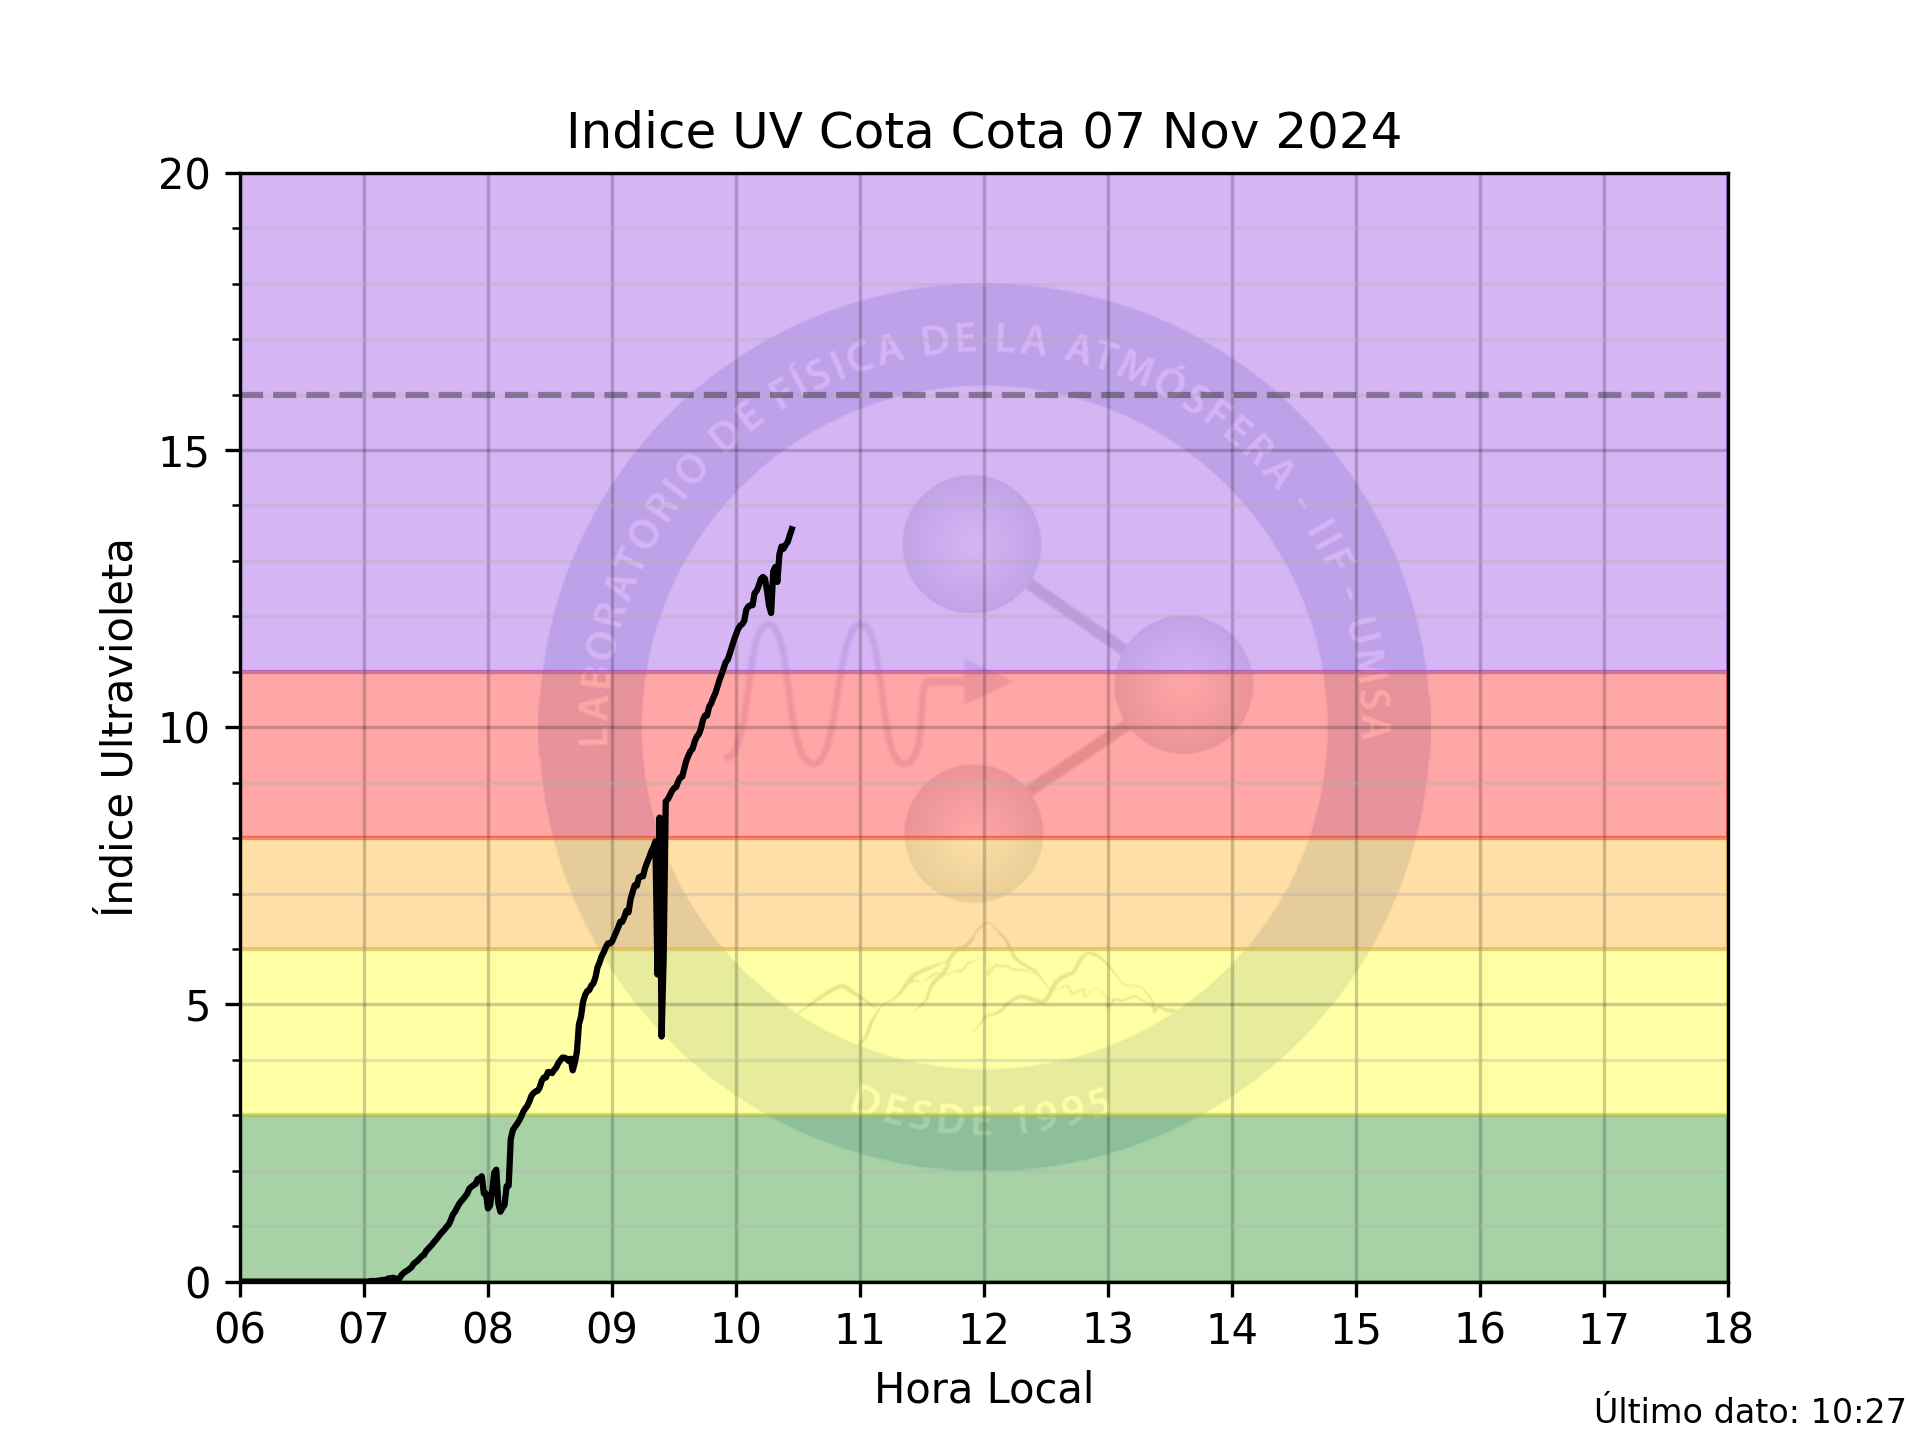 Indice UV Cota Cota 07 Nov 2024
20
15
10
5
0
Índice Ultravioleta
LABORATORIO DE FÍSICA DE LA ATMÓSFERA - IIF - UMSA
DESDE 1995
06 07 08 09 10 11 12 13 14 15 16 17 18
Hora Local
Último dato: 10:27